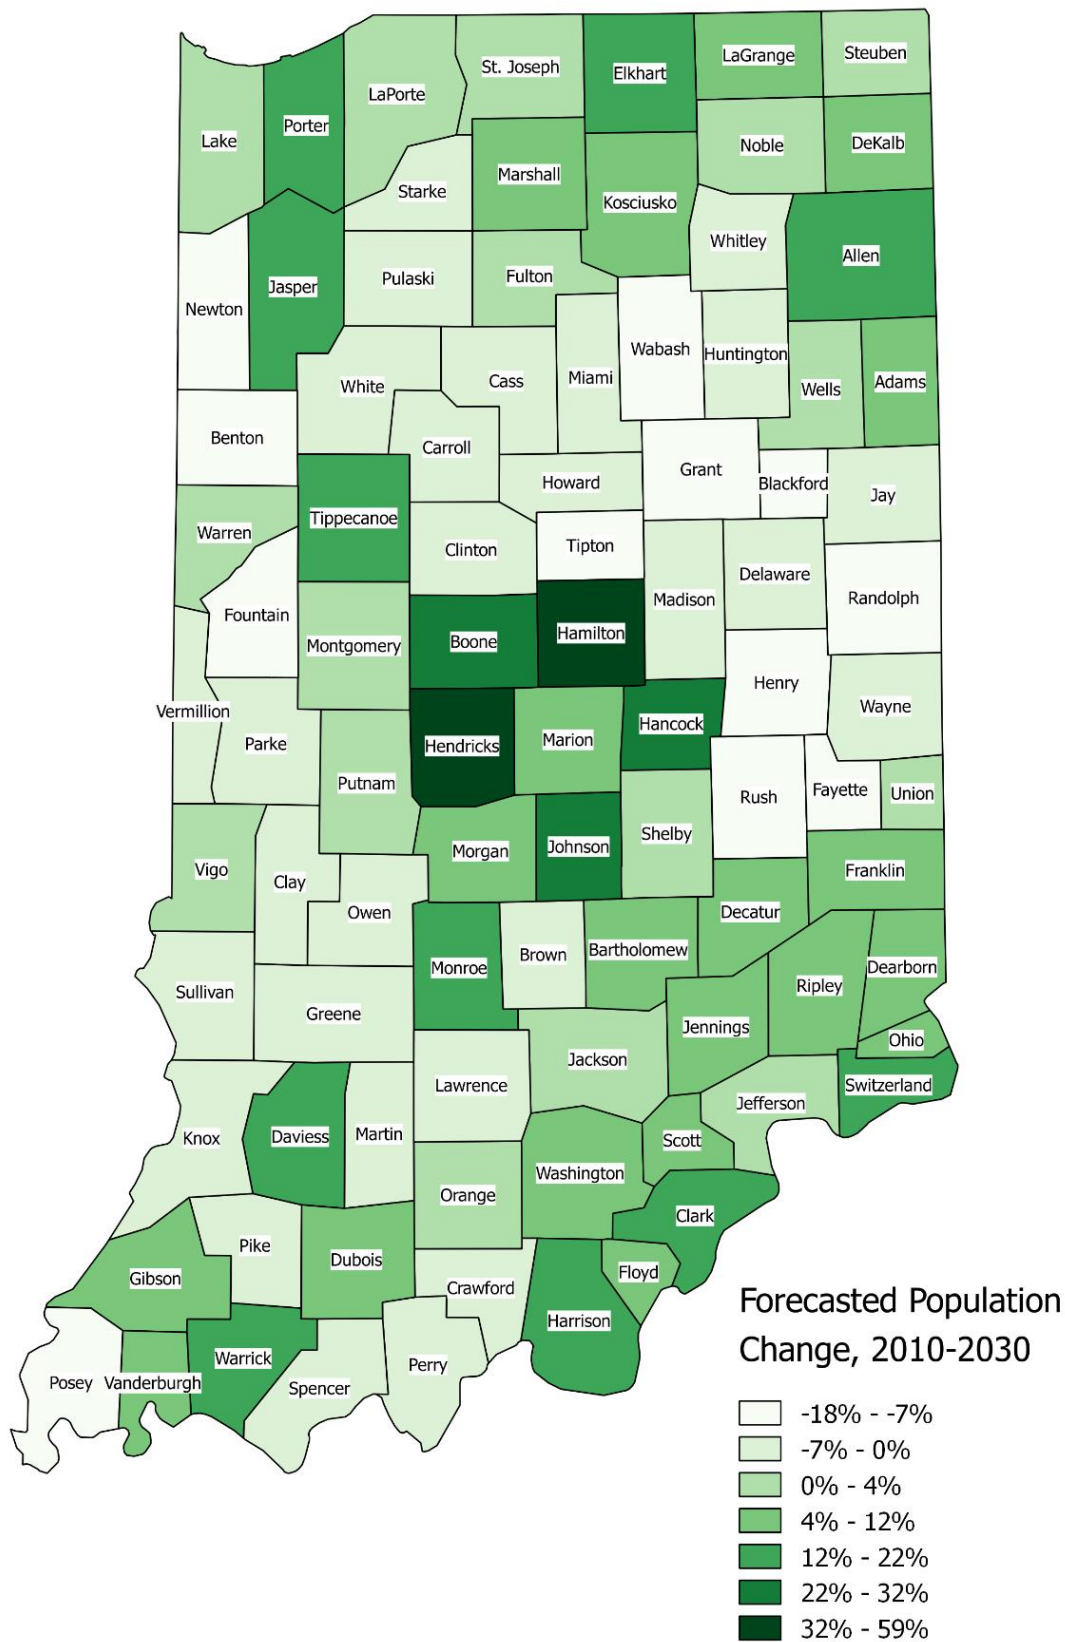 LaGrange
Steuben
St. Joseph
Elkhart
LaPorte
Porter
Lake
Noble
DeKalb
Marshall
Starke
Kosciusko
Whitley
Allen
Fulton
Pulaski
Jasper
Newton
Wabash
Huntington
Miami
Cass
White
Wells
Adams
Benton
Carroll
Grant
Howard
Blackford
Jay
Tippecanoe
Warren
Clinton
Tipton
Delaware
Madison
Randolph
Fountain
Hamilton
Boone
Montgomery
Henry
Wayne
Vermillion
Hancock
Marion
Parke
Hendricks
Putnam
Fayette
Union
Rush
Shelby
Johnson
Morgan
Vigo
Franklin
Clay
Owen
Decatur
Bartholomew
Brown
Monroe
Dearborn
Ripley
Sullivan
Greene
Jennings
Ohio
Jackson
Lawrence
Switzerland
Jefferson
Martin
Daviess
Knox
Scott
Washington
Orange
Clark
Pike
Dubois
Floyd
Gibson
Crawford
Harrison
Warrick
Perry
Posey
Vanderburgh
Spencer
Forecasted Population
Change, 2010-2030
-18% - -7%
-7% - 0%
0% - 4%
4% - 12%
12% - 22%
22% - 32%
32% - 59%